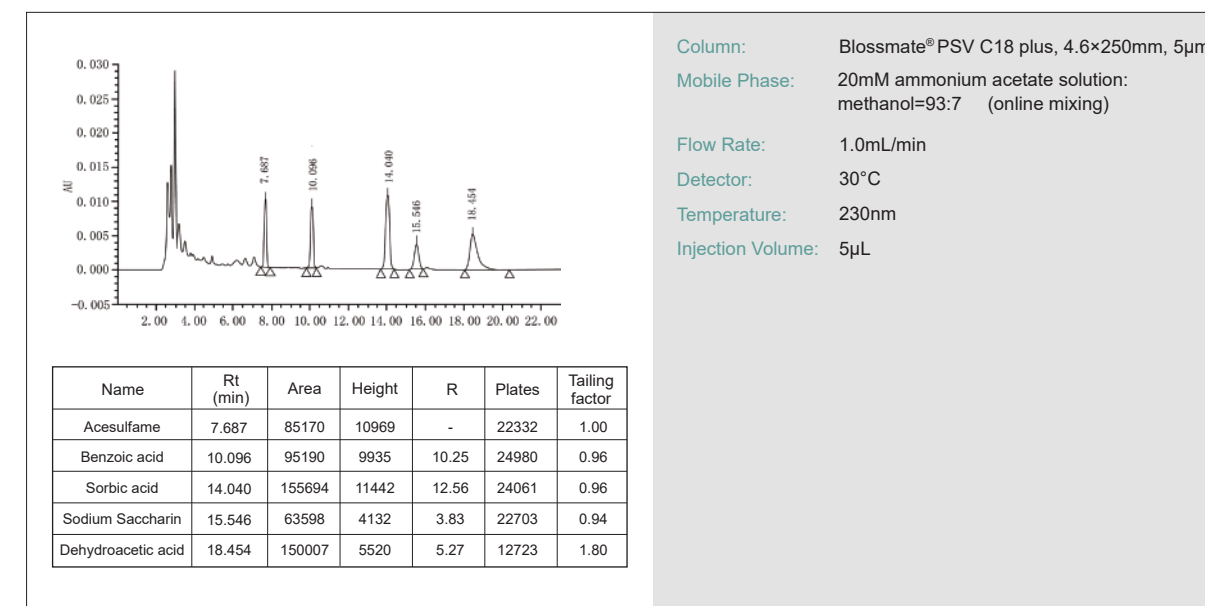 0.030
0.025
0.020
0.015
0.010
0.005
0.000
-0.005
AU
7.687
10.096
14.040
15.546
18.454
2.00 4.00 6.00 8.00 10.00 12.00 14.00 16.00 18.00 20.00 22.00
Name Rt (min) Area Height R Plates Tailing factor
Acesulfame 7.687 85170 10969 - 22332 1.00
Benzoic acid 10.096 95190 9935 10.25 24980 0.96
Sorbic acid 14.040 155694 11442 12.56 24061 0.96
Sodium Saccharin 15.546 63598 4132 3.83 22703 0.94
Dehydroacetic acid 18.454 150007 5520 5.27 12723 1.80
Column: Blossmate® PSV C18 plus, 4.6×250mm, 5μm
Mobile Phase: 20mM ammonium acetate solution:
methanol=93:7 (online mixing)
Flow Rate: 1.0mL/min
Detector: 30°C
Temperature: 230nm
Injection Volume: 5μL